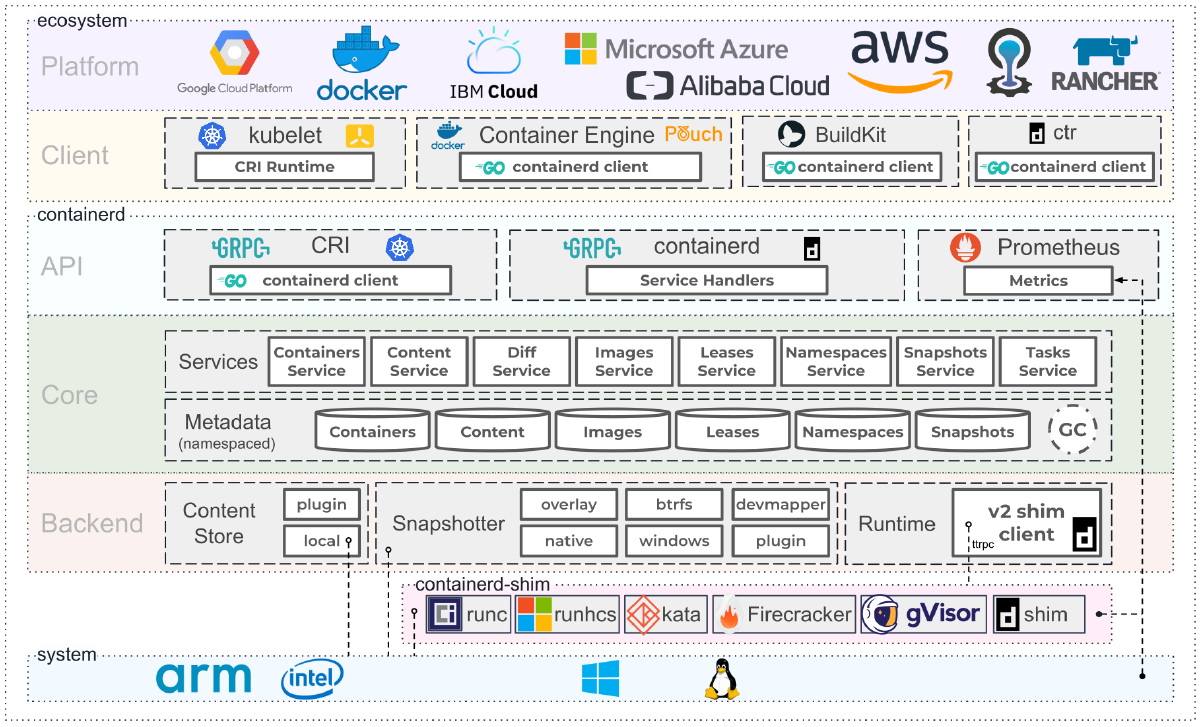 ecosystem
Platform
Google Cloud Platform
docker
IBM Cloud
Microsoft Azure
Alibaba Cloud
aws
RANCHER
Client
kubelet
CRI Runtime
docker
Container Engine
Pouch
GO containerd client
BuildKit
GO containerd client
ctr
GO containerd client
containerd
API
GRPC
CRI
GO containerd client
GRPC
containerd
d
Service Handlers
Prometheus
Metrics
Core
Services
Containers
Service
Content
Service
Diff
Service
Images
Service
Leases
Service
Namespaces
Service
Snapshots
Service
Tasks
Service
Metadata
(namespaced)
Containers
Content
Images
Leases
Namespaces
Snapshots
GC
Backend
Content
Store
plugin
local
Snapshotter
overlay
btrfs
devmapper
native
windows
plugin
Runtime
v2 shim
client
ttrpc
d
containerd-shim
runc
runhcs
kata
Firecracker
gVisor
d
shim
system
arm
intel